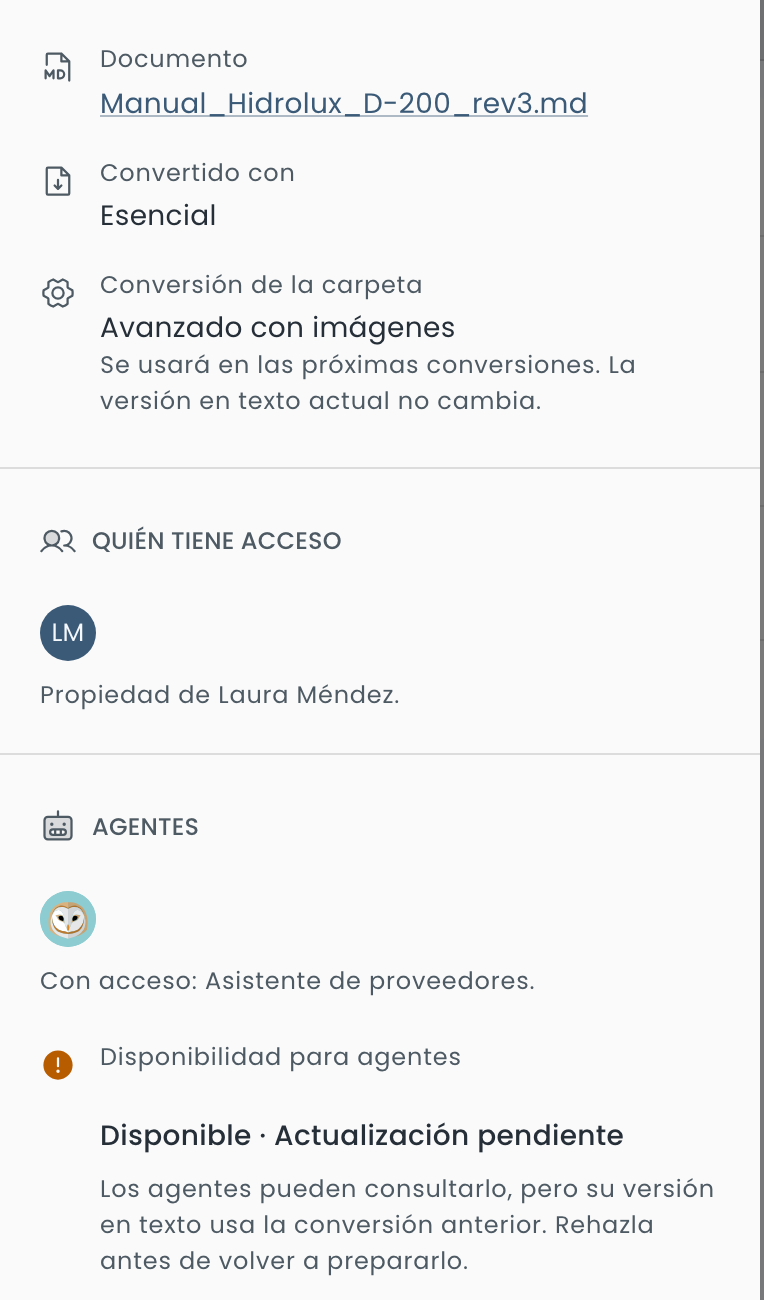 MD
Documento
Manual_Hidrolux_D-200_rev3.md
Convertido con
Esencial
Conversión de la carpeta
Avanzado con imágenes
Se usará en las próximas conversiones. La
versión en texto actual no cambia.
QUIÉN TIENE ACCESO
LM
Propiedad de Laura Méndez.
AGENTES
Con acceso: Asistente de proveedores.
Disponibilidad para agentes
Disponible · Actualización pendiente
Los agentes pueden consultarlo, pero su versión
en texto usa la conversión anterior. Rehazla
antes de volver a prepararlo.